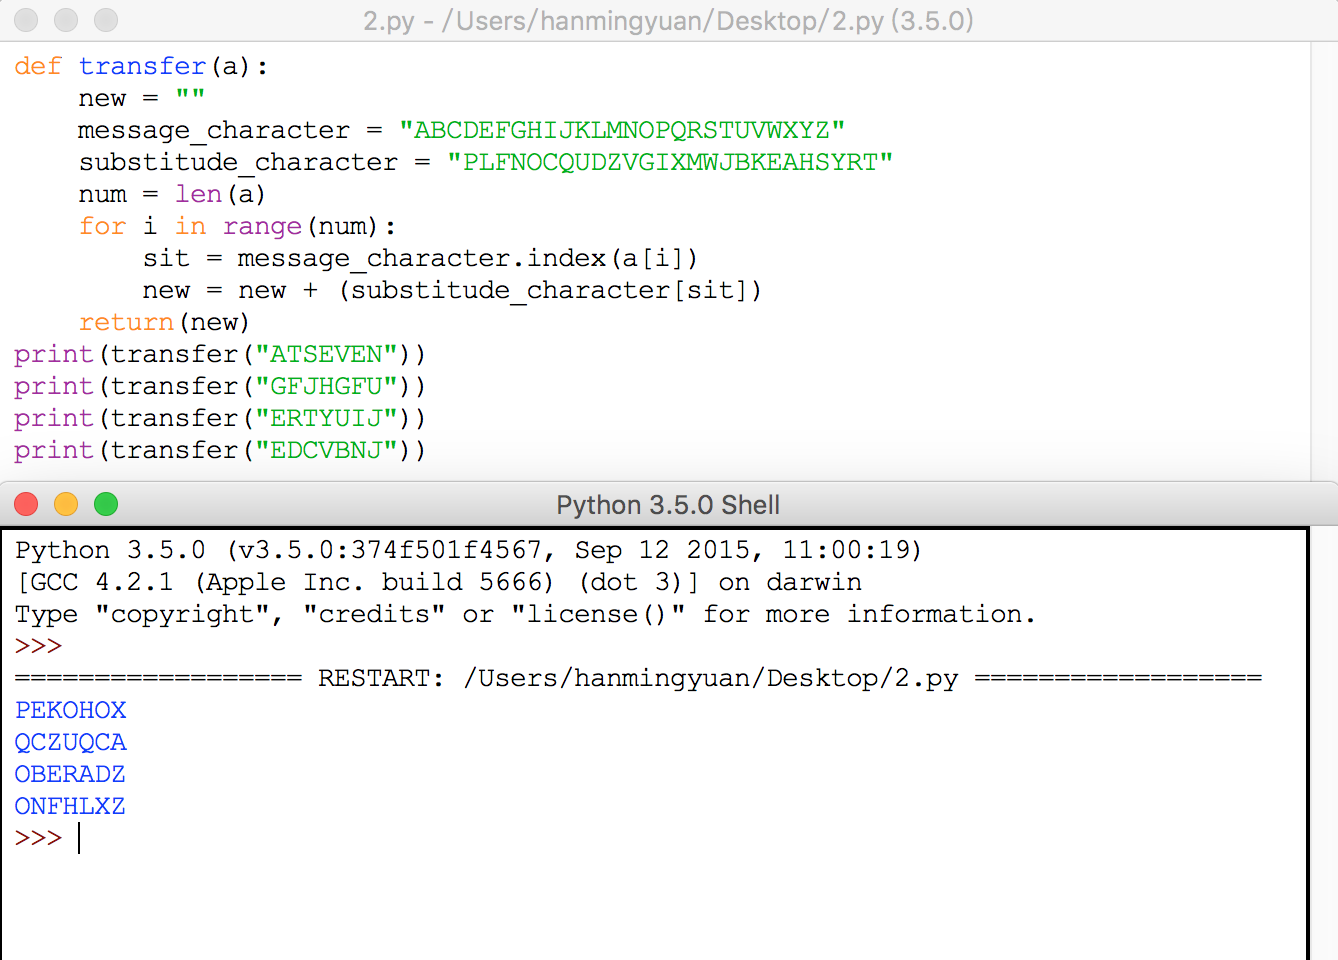 2.py - /Users/hanmingyuan/Desktop/2.py (3.5.0)
def transfer(a):
    new = ""
    message_character = "ABCDEFGHIJKLMNOPQRSTUVWXYZ"
    substitude_character = "PLFNOCQUDZVGIXMWJBKEAHSYRT"
    num = len(a)
    for i in range(num):
        sit = message_character.index(a[i])
        new = new + (substitude_character[sit])
    return(new)
print(transfer("ATSEVEN"))
print(transfer("GFJHGFU"))
print(transfer("ERTYUIJ"))
print(transfer("EDCVBNJ"))
Python 3.5.0 Shell
Python 3.5.0 (v3.5.0:374f501f4567, Sep 12 2015, 11:00:19)
[GCC 4.2.1 (Apple Inc. build 5666) (dot 3)] on darwin
Type "copyright", "credits" or "license()" for more information.
>>>
================== RESTART: /Users/hanmingyuan/Desktop/2.py ==================
PEKOHOX
QCZUQCA
OBERADZ
ONFHLXZ
>>>